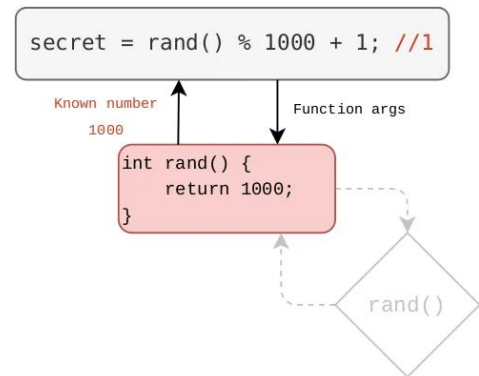 secret = rand() % 1000 + 1; //1
Known number
1000
Function args
int rand() {
    return 1000;
}
rand()